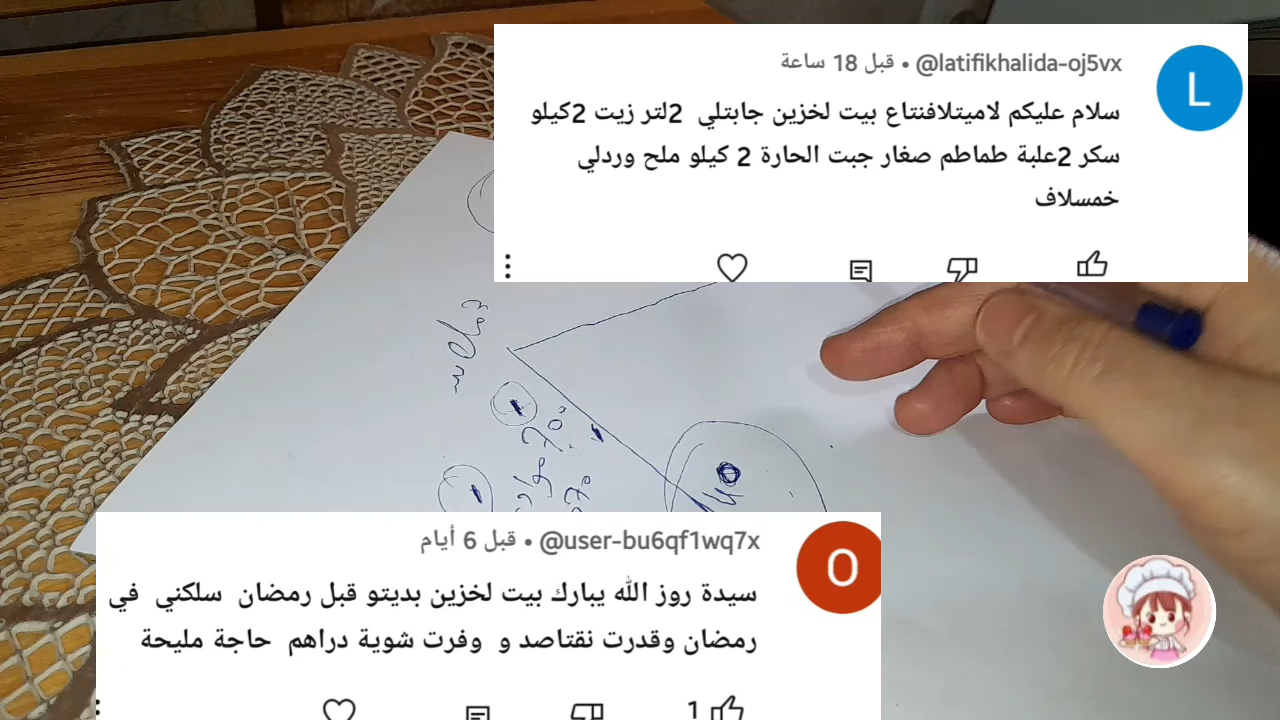 @latifikhalida-oj5vx • قبل 18 ساعة
L
سلام عليكم لاميتلافنتاع بيت لخزين جابتلي 2لتر زيت 2كيلو
سكر 2علبة طماطم صغار جبت الحارة 2 كيلو ملح وردلي
خمسلاف
@user-bu6qf1wq7x • قبل 6 أيام
O
سيدة روز الله يبارك بيت لخزين بديتو قبل رمضان سلكني في
رمضان وقدرت نقتاصد و وفرت شوية دراهم حاجة مليحة
1